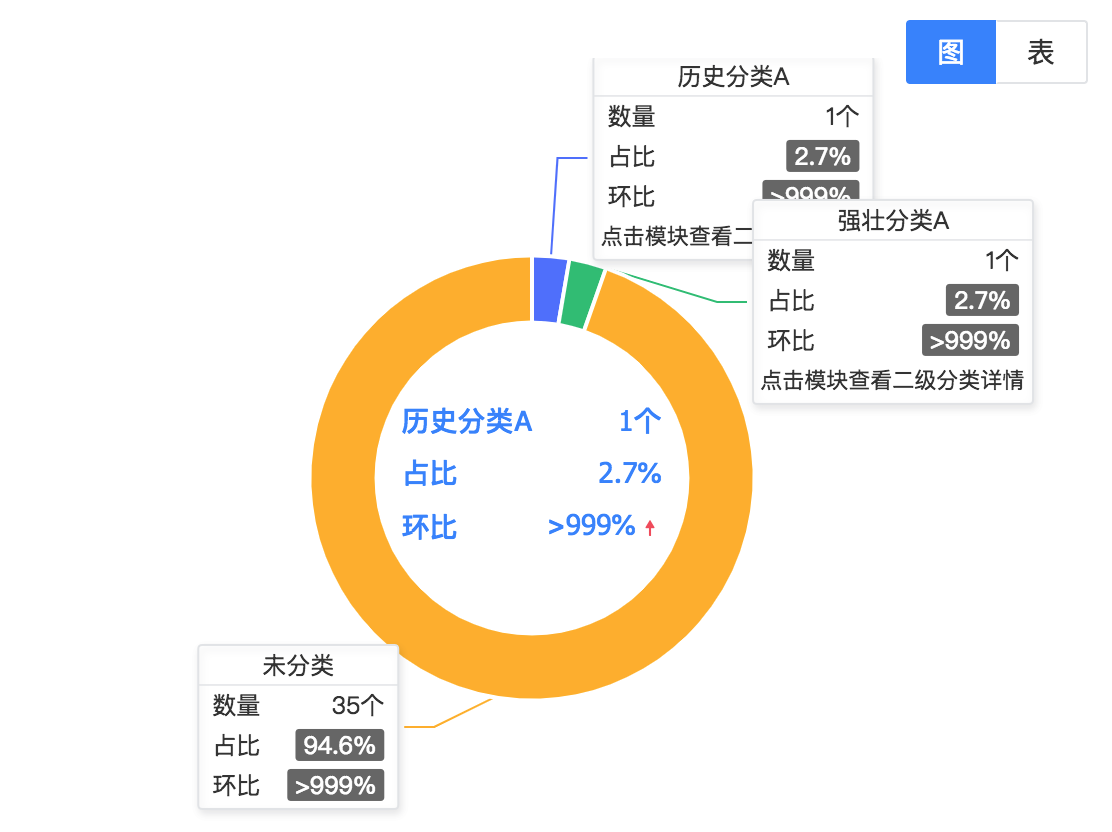 图
表
历史分类A
数量 1个
占比 2.7%
环比 >999%
点击模块查看二
强壮分类A
数量 1个
占比 2.7%
环比 >999%
点击模块查看二级分类详情
历史分类A 1个
占比 2.7%
环比 >999%
未分类
数量 35个
占比 94.6%
环比 >999%